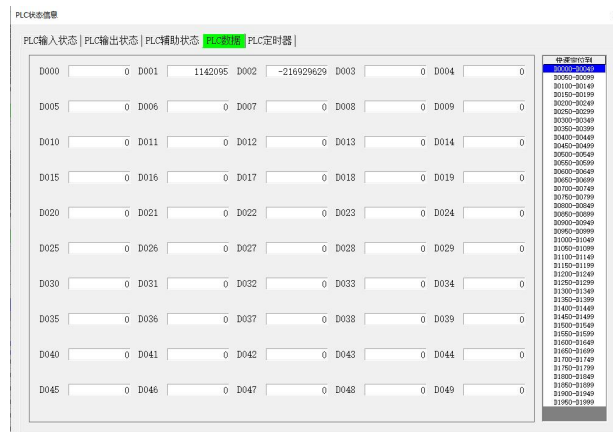 PLC状态信息
PLC输入状态|PLC输出状态|PLC辅助状态 PLC数据 PLC定时器|
D000 0 D001 1142095 D002 -216929629 D003 0 D004 0
D005 0 D006 0 D007 0 D008 0 D009 0
D010 0 D011 0 D012 0 D013 0 D014 0
D015 0 D016 0 D017 0 D018 0 D019 0
D020 0 D021 0 D022 0 D023 0 D024 0
D025 0 D026 0 D027 0 D028 0 D029 0
D030 0 D031 0 D032 0 D033 0 D034 0
D035 0 D036 0 D037 0 D038 0 D039 0
D040 0 D041 0 D042 0 D043 0 D044 0
D045 0 D046 0 D047 0 D048 0 D049 0
快速定位到
D0000-D0049
D0050-D0099
D0100-D0149
D0150-D0199
D0200-D0249
D0250-D0299
D0300-D0349
D0350-D0399
D0400-D0449
D0450-D0499
D0500-D0549
D0550-D0599
D0600-D0649
D0650-D0699
D0700-D0749
D0750-D0799
D0800-D0849
D0850-D0899
D0900-D0949
D0950-D0999
D1000-D1049
D1050-D1099
D1100-D1149
D1150-D1199
D1200-D1249
D1250-D1299
D1300-D1349
D1350-D1399
D1400-D1449
D1450-D1499
D1500-D1549
D1550-D1599
D1600-D1649
D1650-D1699
D1700-D1749
D1750-D1799
D1800-D1849
D1850-D1899
D1900-D1949
D1950-D1999